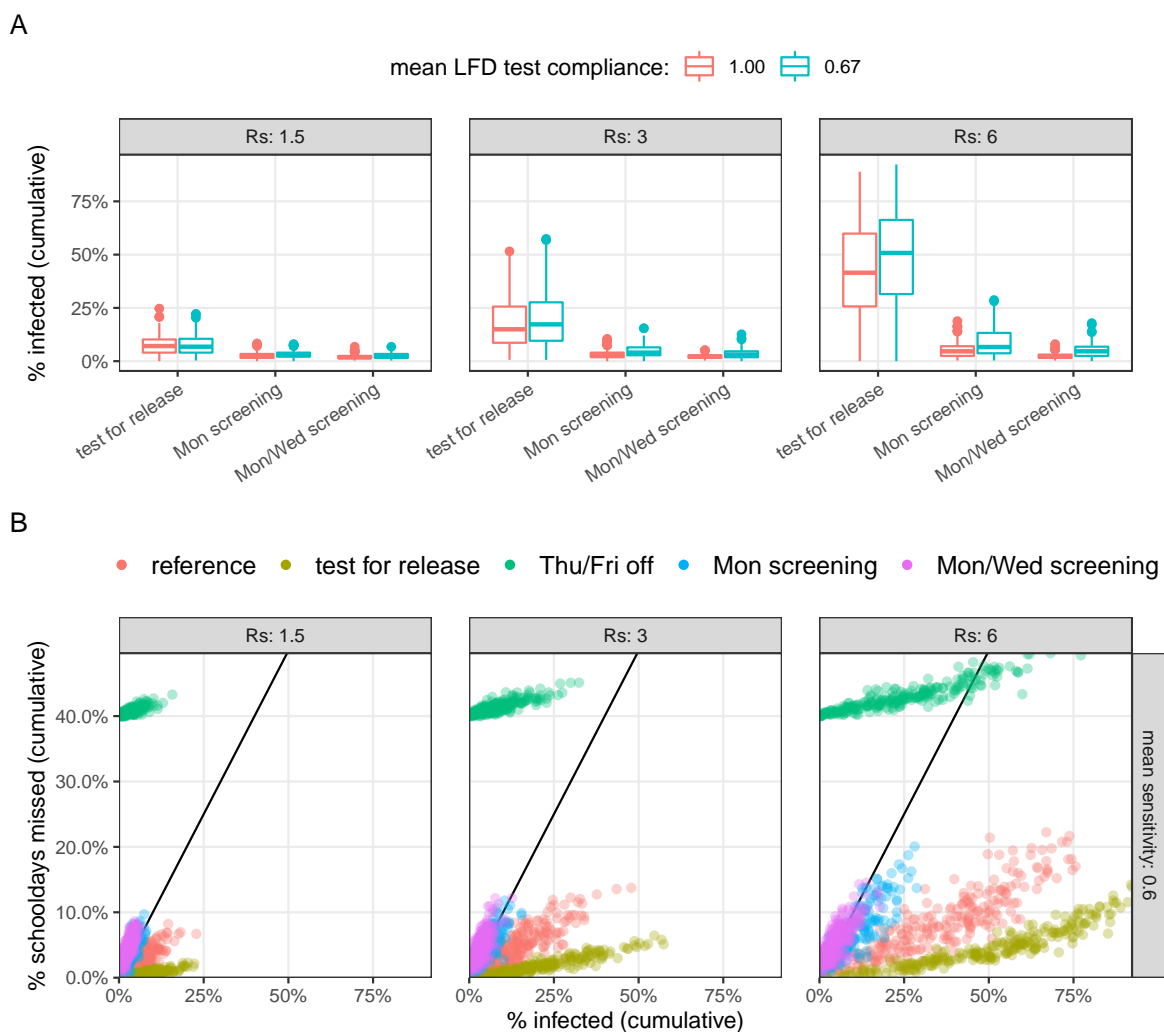 A
mean LFD test compliance: 1.00 0.67
Rs: 1.5 Rs: 3 Rs: 6
% infected (cumulative)
75%
50%
25%
0%
test for release Mon screening Mon/Wed screening test for release Mon screening Mon/Wed screening test for release Mon screening Mon/Wed screening
B
reference test for release Thu/Fri off Mon screening Mon/Wed screening
Rs: 1.5 Rs: 3 Rs: 6
% schooldays missed (cumulative)
40.0%
30.0%
20.0%
10.0%
0.0%
mean sensitivity: 0.6
0% 25% 50% 75% 0% 25% 50% 75% 0% 25% 50% 75%
% infected (cumulative)